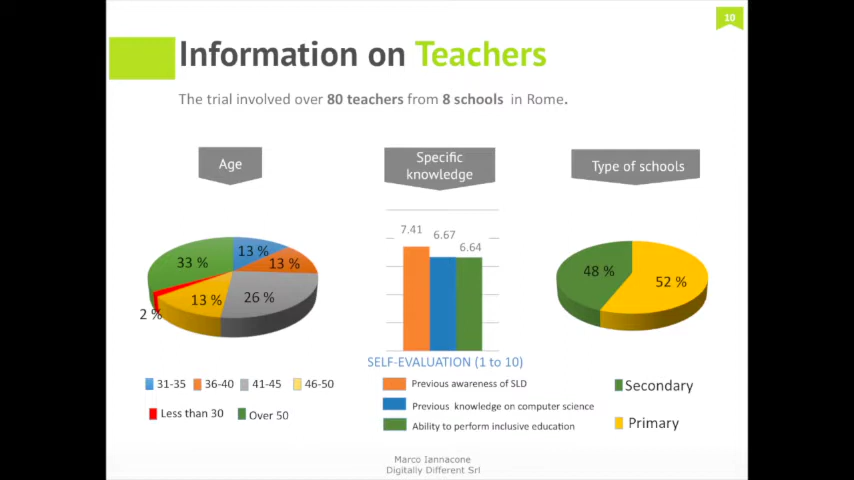 10
Information on Teachers
The trial involved over 80 teachers from 8 schools in Rome.
Age
Specific
knowledge
Type of schools
33 %
13 %
13 %
26 %
13 %
2 %
7.41
6.67
6.64
48 %
52 %
SELF-EVALUATION (1 to 10)
31-35
36-40
41-45
46-50
Less than 30
Over 50
Previous awareness of SLD
Previous knowledge on computer science
Ability to perform inclusive education
Secondary
Primary
Marco Iannacone
Digitally Different Srl